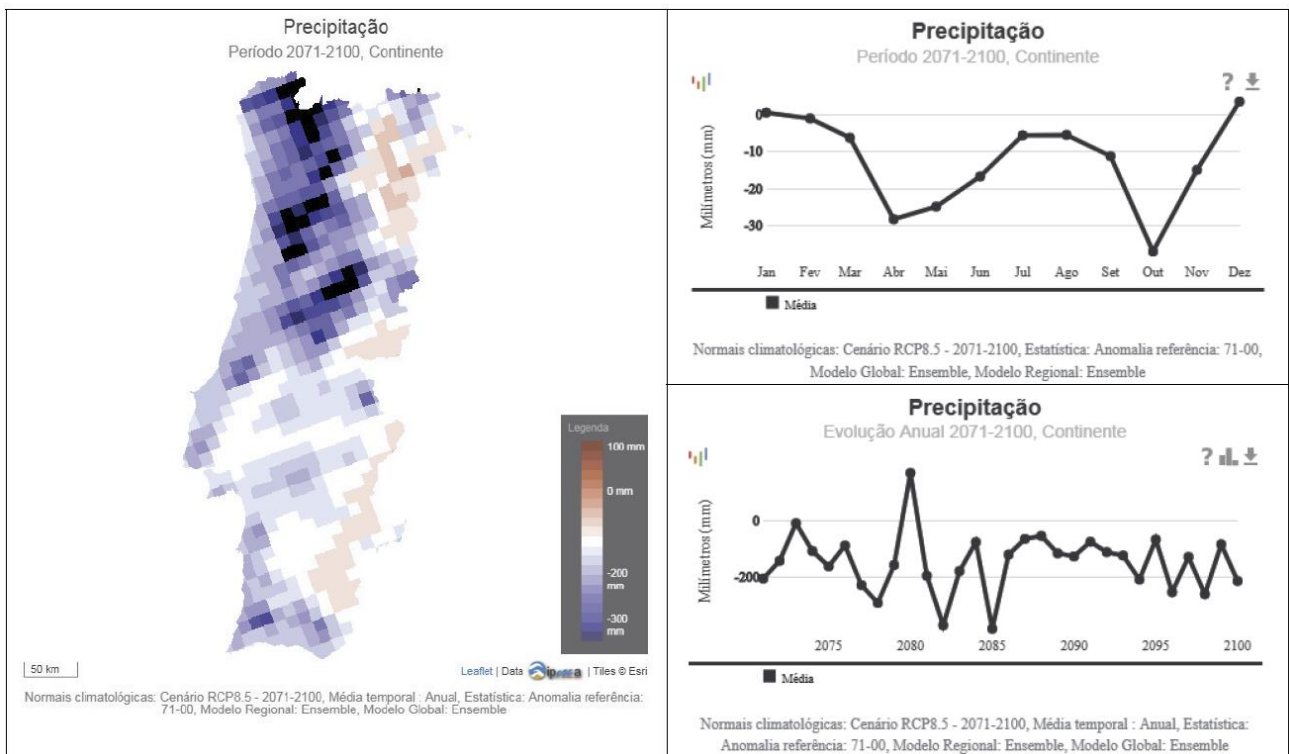 Precipitação
Período 2071-2100, Continente
Legenda
100 mm
0 mm
-200
mm
-300
mm
50 km
Leaflet | Data ipma | Tiles © Esri
Normais climatológicas: Cenário RCP8.5 - 2071-2100, Média temporal : Anual, Estatística: Anomalia referência:
71-00, Modelo Regional: Ensemble, Modelo Global: Ensemble
Precipitação
Período 2071-2100, Continente
?
Milímetros (mm)
0
-10
-20
-30
Jan Fev Mar Abr Mai Jun Jul Ago Set Out Nov Dez
Média
Normais climatológicas: Cenário RCP8.5 - 2071-2100, Estatística: Anomalia referência: 71-00,
Modelo Global: Ensemble, Modelo Regional: Ensemble
Precipitação
Evolução Anual 2071-2100, Continente
?
Milímetros (mm)
0
-200
2075 2080 2085 2090 2095 2100
Média
Normais climatológicas: Cenário RCP8.5 - 2071-2100, Média temporal : Anual, Estatística:
Anomalia referência: 71-00, Modelo Regional: Ensemble, Modelo Global: Ensemble